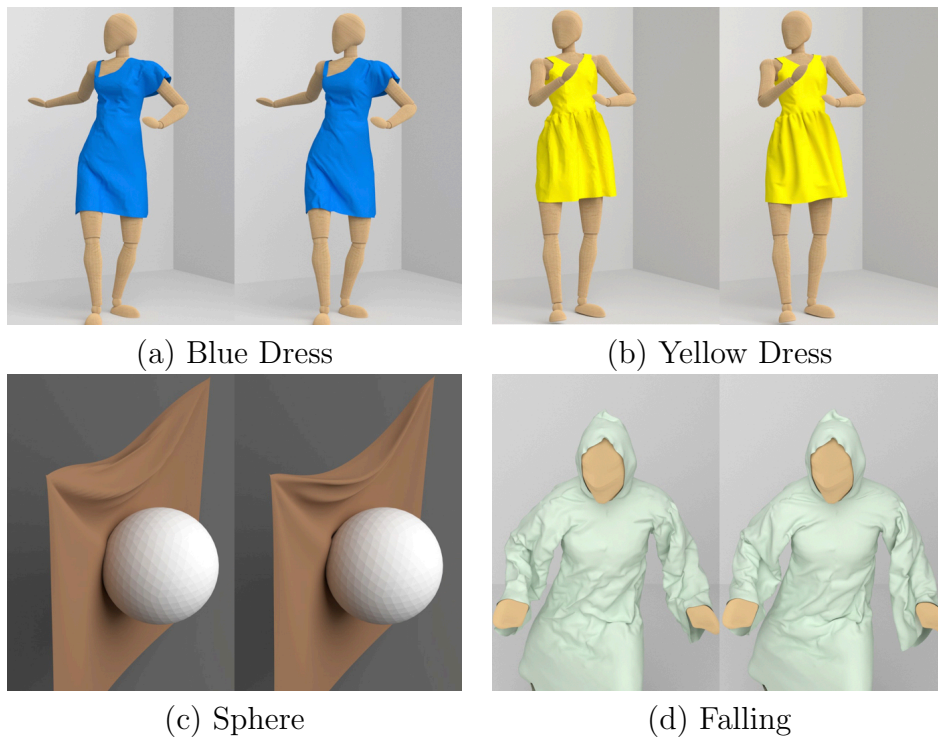 (a) Blue Dress
(b) Yellow Dress
(c) Sphere
(d) Falling